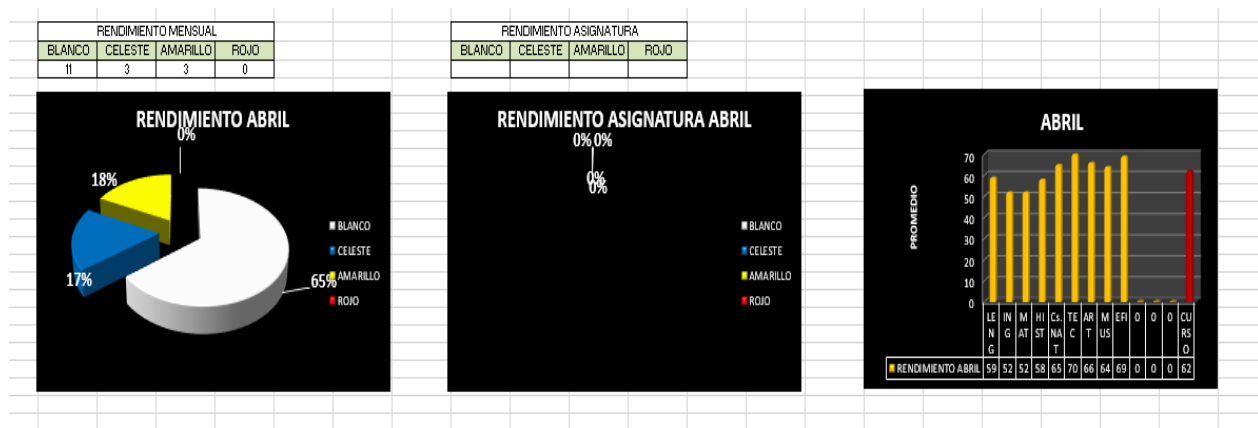 RENDIMIENTO MENSUAL
BLANCO CELESTE AMARILLO ROJO
11 3 3 0
RENDIMIENTO ASIGNATURA
BLANCO CELESTE AMARILLO ROJO
RENDIMIENTO ABRIL
0%
18%
17%
65%
BLANCO
CELESTE
AMARILLO
ROJO
RENDIMIENTO ASIGNATURA ABRIL
0% 0%
0%
0%
BLANCO
CELESTE
AMARILLO
ROJO
ABRIL
PROMEDIO
70
60
50
40
30
20
10
0
LENG ING MAT HIST Cs.NAT TEC ART MUS EFI 0 0 0 CURSO
RENDIMIENTO ABRIL 59 52 52 58 65 70 66 64 69 0 0 0 62